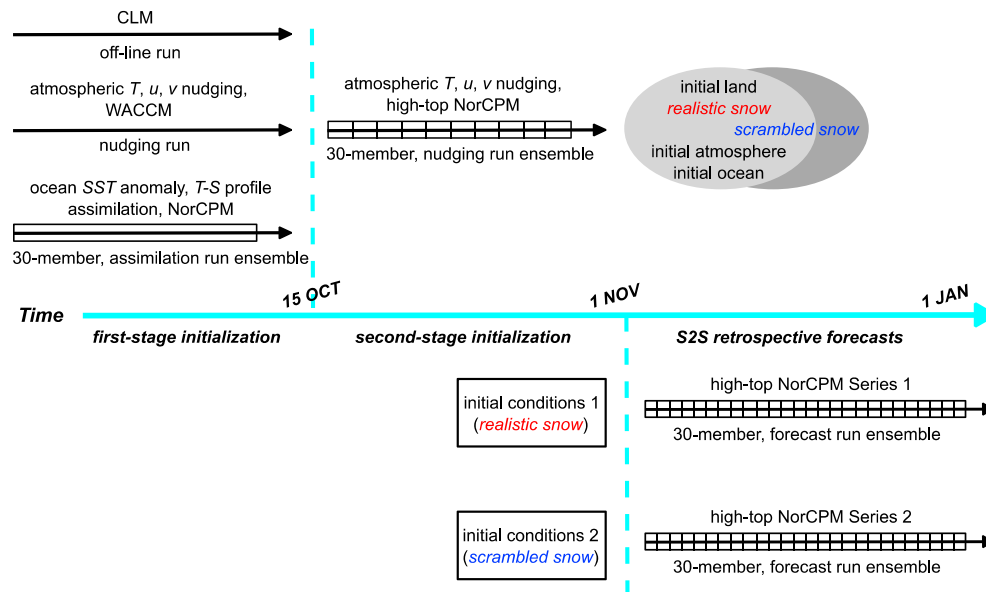 CLM
off-line run
atmospheric T, u, v nudging,
WACCM
nudging run
ocean SST anomaly, T-S profile
assimilation, NorCPM
30-member, assimilation run ensemble
atmospheric T, u, v nudging,
high-top NorCPM
30-member, nudging run ensemble
initial land
realistic snow
scrambled snow
initial atmosphere
initial ocean
15 OCT
1 NOV
1 JAN
Time
first-stage initialization
second-stage initialization
S2S retrospective forecasts
initial conditions 1
(realistic snow)
high-top NorCPM Series 1
30-member, forecast run ensemble
initial conditions 2
(scrambled snow)
high-top NorCPM Series 2
30-member, forecast run ensemble